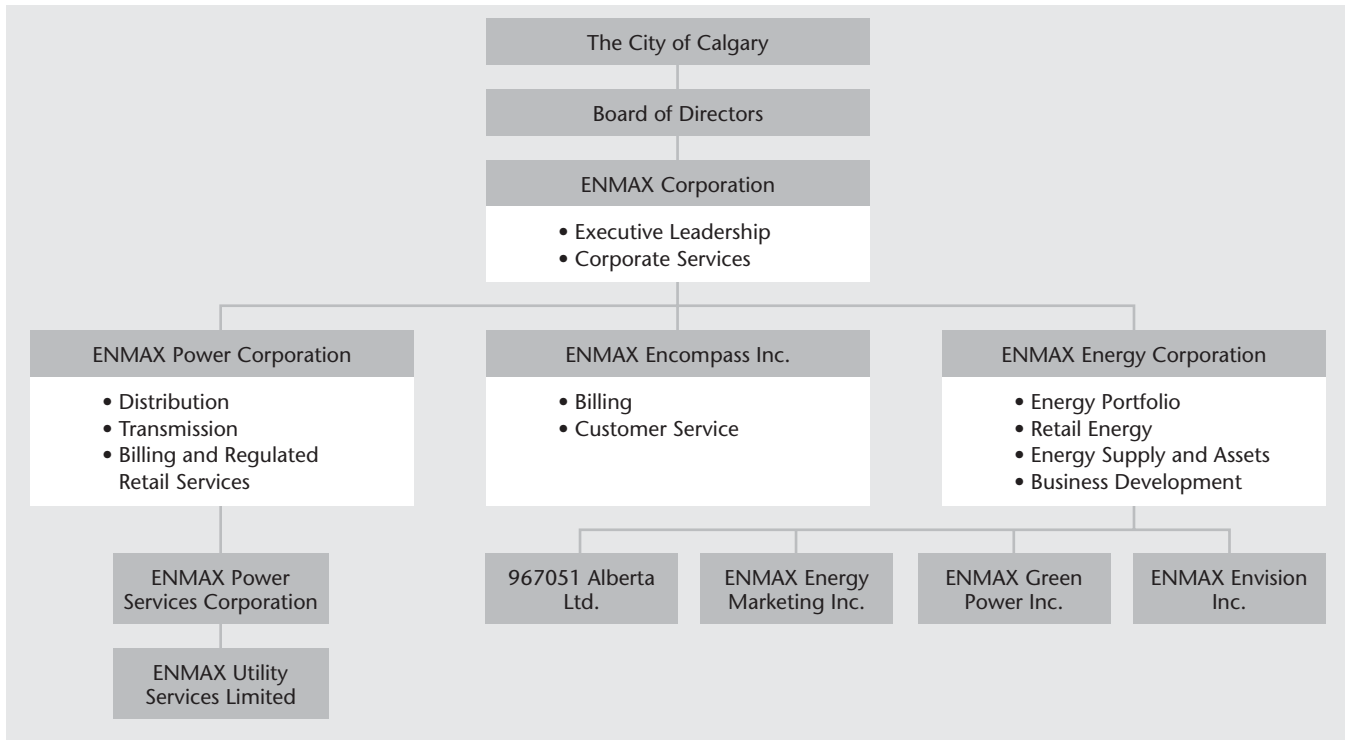 The City of Calgary
Board of Directors
ENMAX Corporation
• Executive Leadership
• Corporate Services
ENMAX Power Corporation
• Distribution
• Transmission
• Billing and Regulated
Retail Services
ENMAX Encompass Inc.
• Billing
• Customer Service
ENMAX Energy Corporation
• Energy Portfolio
• Retail Energy
• Energy Supply and Assets
• Business Development
ENMAX Power
Services Corporation
ENMAX Utility
Services Limited
967051 Alberta
Ltd.
ENMAX Energy
Marketing Inc.
ENMAX Green
Power Inc.
ENMAX Envision
Inc.